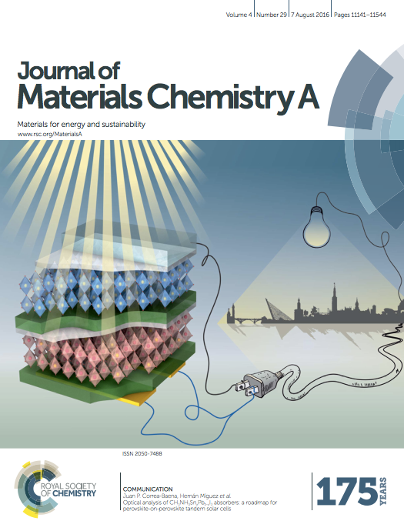 Volume 4 | Number 29 | 7 August 2016 | Pages 11141–11544
Journal of
Materials Chemistry A
Materials for energy and sustainability
www.rsc.org/MaterialsA
ISSN 2050-7488
ROYAL SOCIETY
OF CHEMISTRY
COMMUNICATION
Juan P. Correa-Baena, Hernán Míguez et al.
Optical analysis of CH₃NH₃SnₓPb₁₋ₓI₃ absorbers: a roadmap for
perovskite-on-perovskite tandem solar cells
175
YEARS